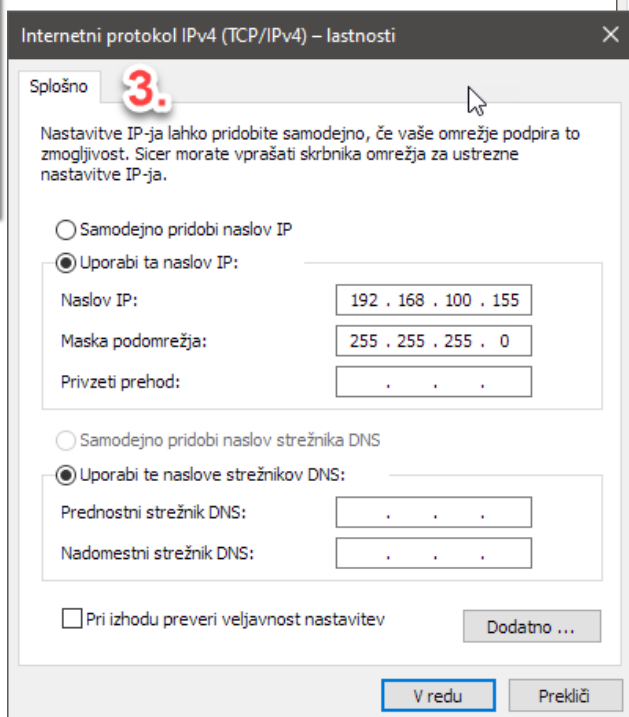 Internetni protokol IPv4 (TCP/IPv4) – lastnosti
Splošno
3.
Nastavitve IP-ja lahko pridobite samodejno, če vaše omrežje podpira to
zmogljivost. Sicer morate vprašati skrbnika omrežja za ustrezne
nastavitve IP-ja.
Samodejno pridobi naslov IP
Uporabi ta naslov IP:
Naslov IP: 192 . 168 . 100 . 155
Maska podomrežja: 255 . 255 . 255 . 0
Privzeti prehod: . . .
Samodejno pridobi naslov strežnika DNS
Uporabi te naslove strežnikov DNS:
Prednostni strežnik DNS: . . .
Nadomestni strežnik DNS: . . .
Pri izhodu preveri veljavnost nastavitev
Dodatno ...
V redu Prekliči